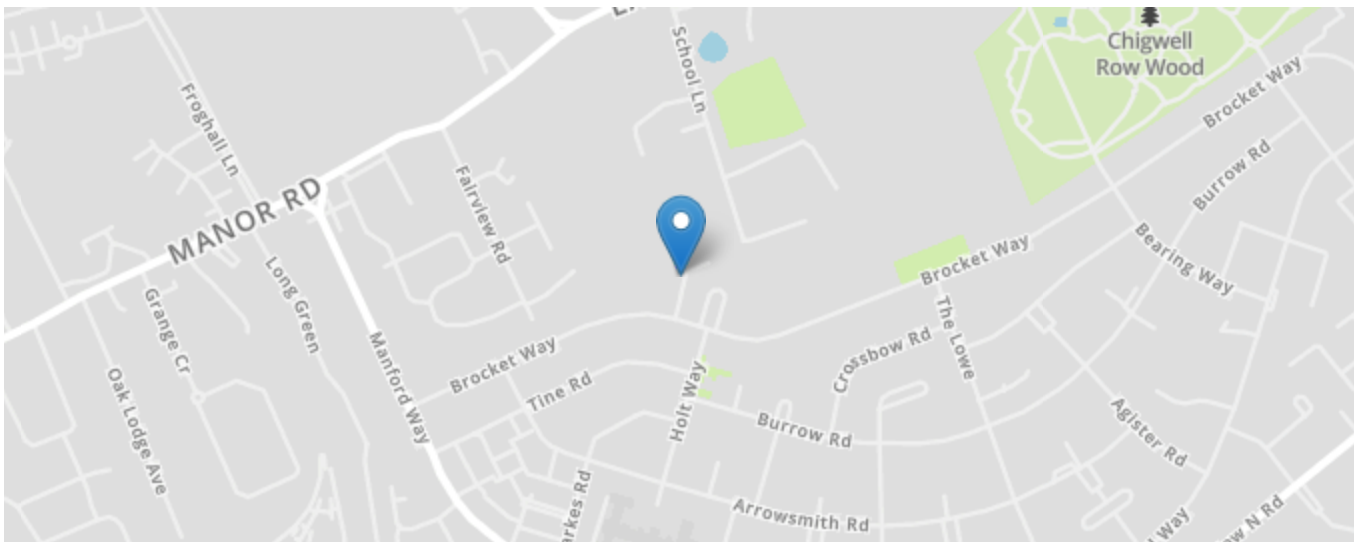 School Ln
Chigwell
Row Wood
Brocket Way
Froghall Ln
Burrow Rd
MANOR RD
Fairview Rd
Bearing Way
Brocket Way
Long Green
Grange Cr
The Lowe
Manford Way
Crossbow Rd
Brocket Way
Oak Lodge Ave
Tine Rd
Holt Way
Burrow Rd
Agister Rd
Arrowsmith Rd
Way
N Rd